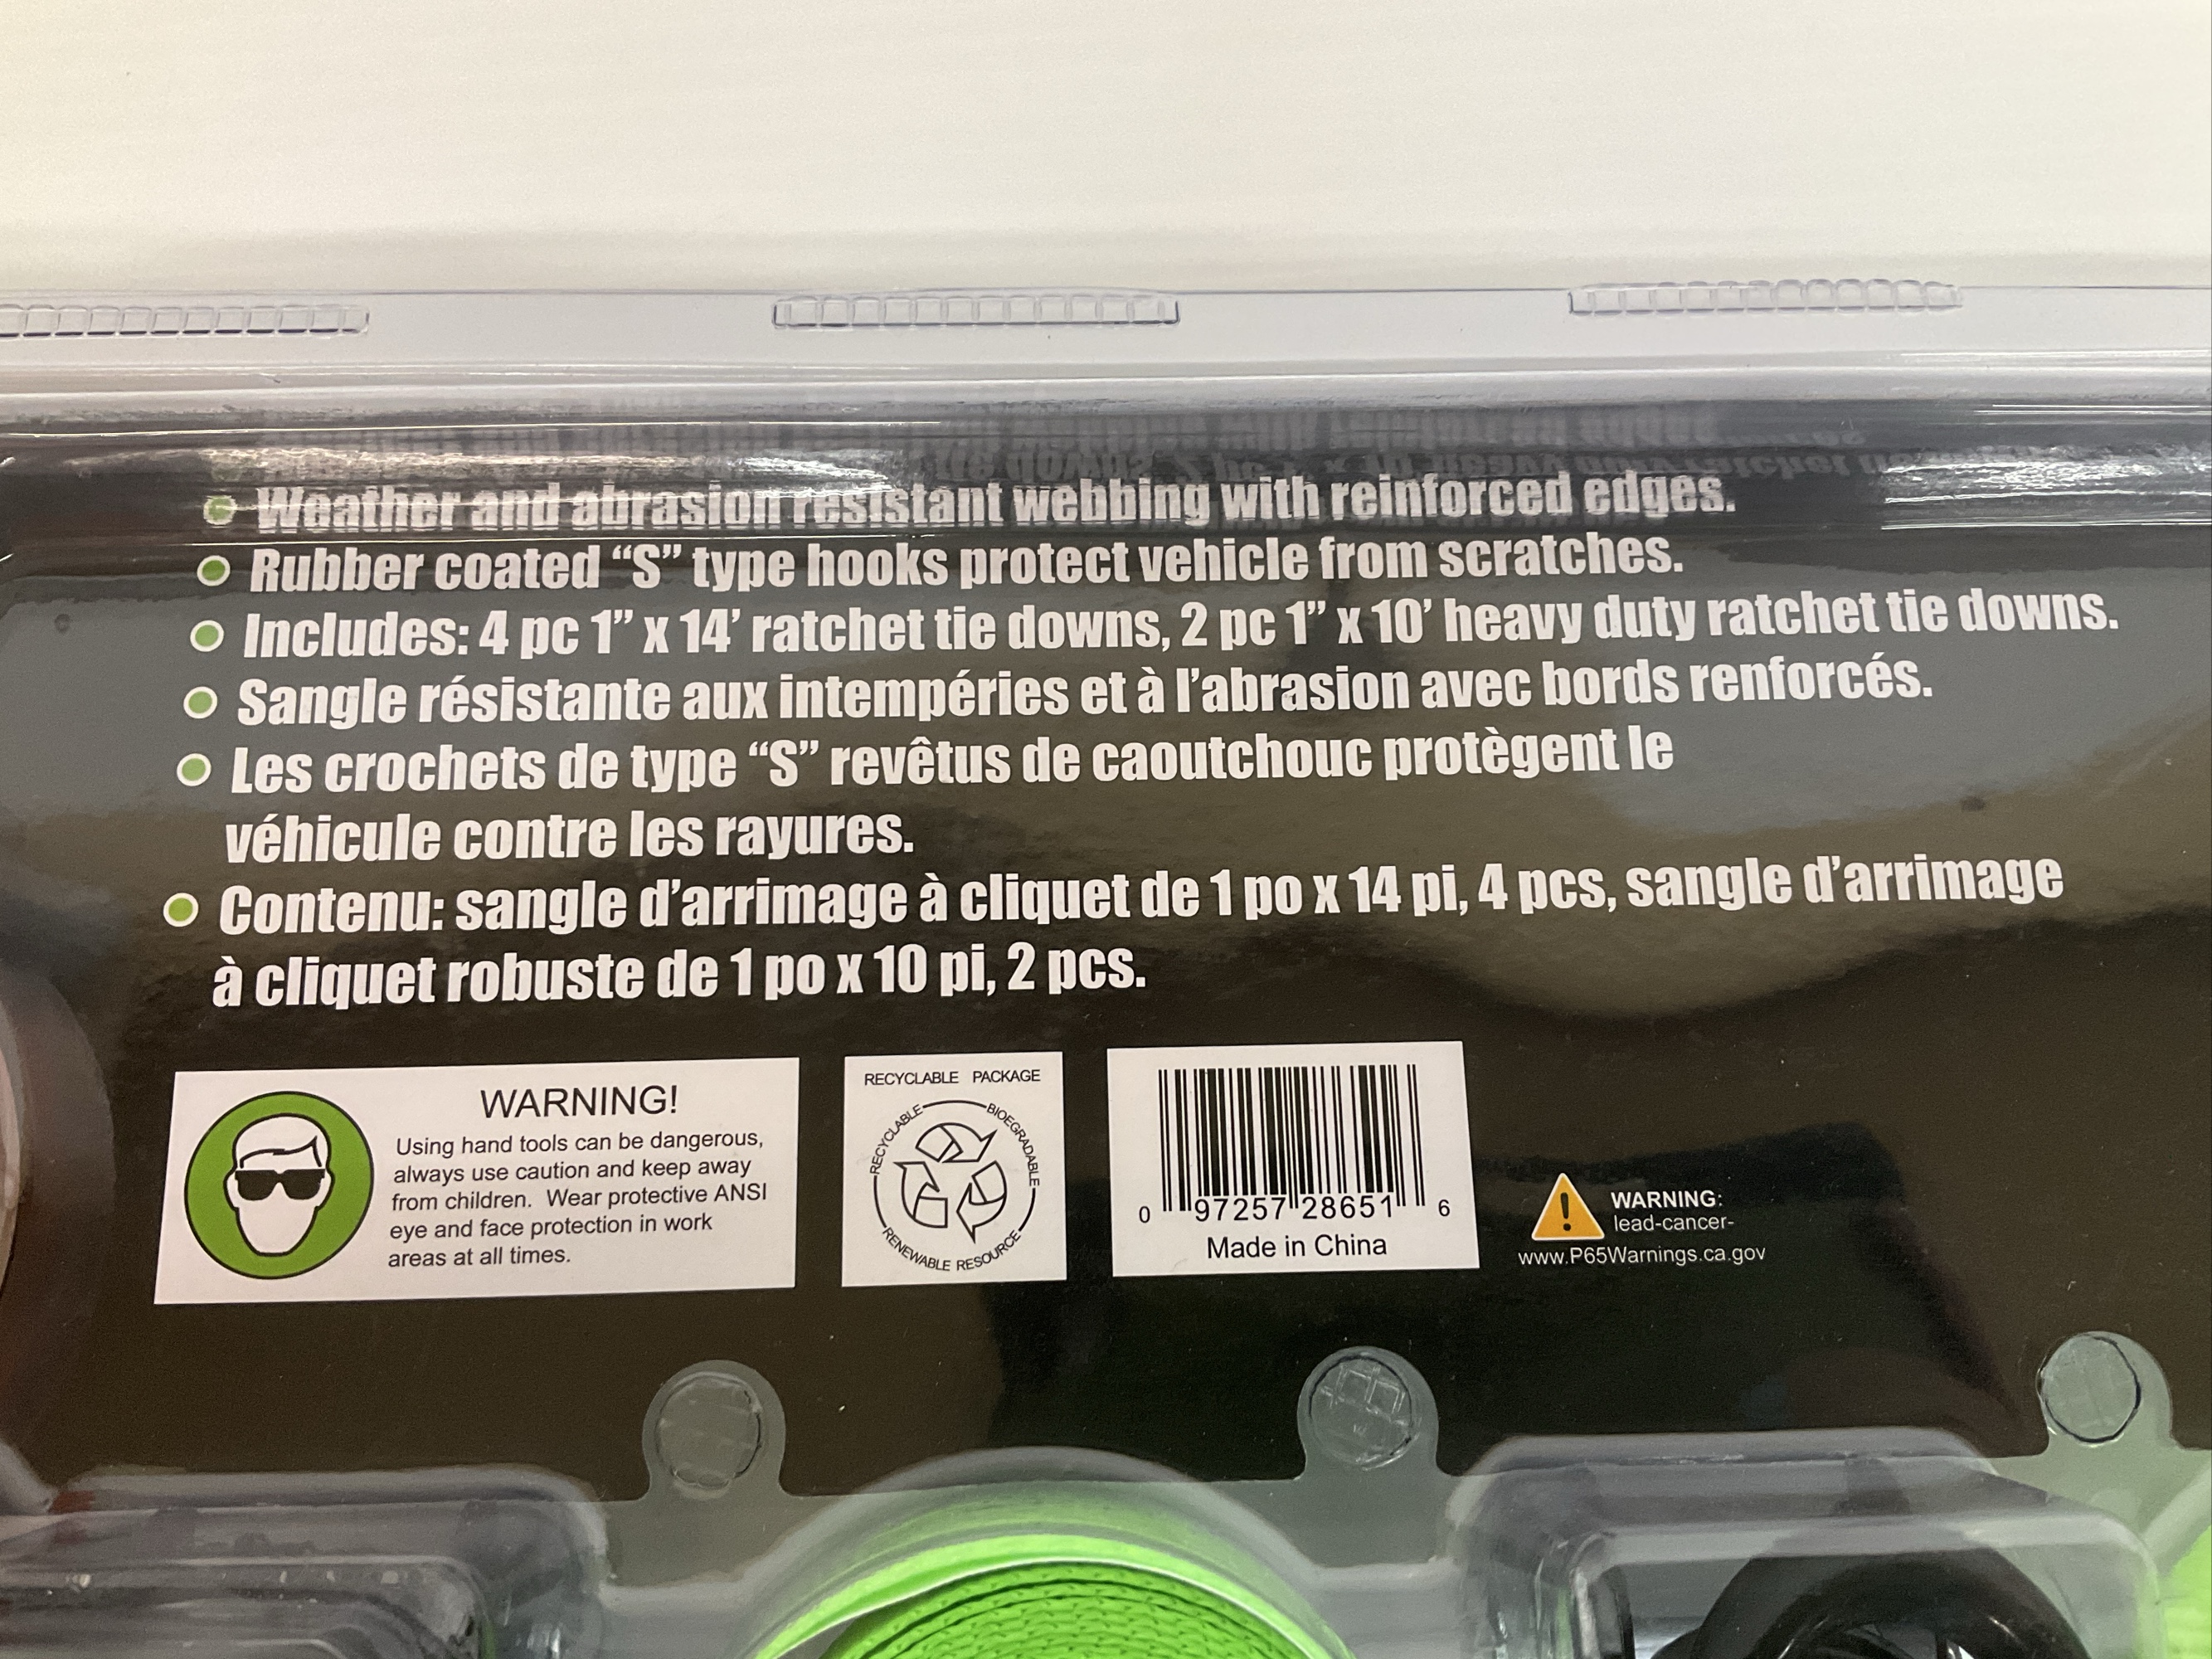 Weather and abrasion resistant webbing with reinforced edges.
Rubber coated “S” type hooks protect vehicle from scratches.
Includes: 4 pc 1” x 14’ ratchet tie downs, 2 pc 1” x 10’ heavy duty ratchet tie downs.
Sangle résistante aux intempéries et à l’abrasion avec bords renforcés.
Les crochets de type “S” revêtus de caoutchouc protègent le
véhicule contre les rayures.
Contenu: sangle d’arrimage à cliquet de 1 po x 14 pi, 4 pcs, sangle d’arrimage
à cliquet robuste de 1 po x 10 pi, 2 pcs.
WARNING!
Using hand tools can be dangerous,
always use caution and keep away
from children. Wear protective ANSI
eye and face protection in work
areas at all times.
RECYCLABLE PACKAGE
RECYCLABLE
BIOEGRADABLE
RENEWABLE RESOURCE
0 97257 28651 6
Made in China
WARNING:
lead-cancer-
www.P65Warnings.ca.gov